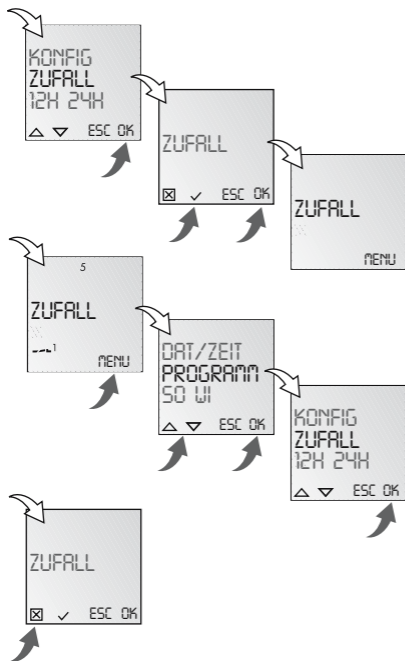 KONFIG
ZUFALL
12H 24H
ESC OK
ZUFALL
ESC OK
ZUFALL
MENU
5
ZUFALL
1
MENU
DAT/ZEIT
PROGRAMM
SO WI
ESC OK
KONFIG
ZUFALL
12H 24H
ESC OK
ZUFALL
ESC OK